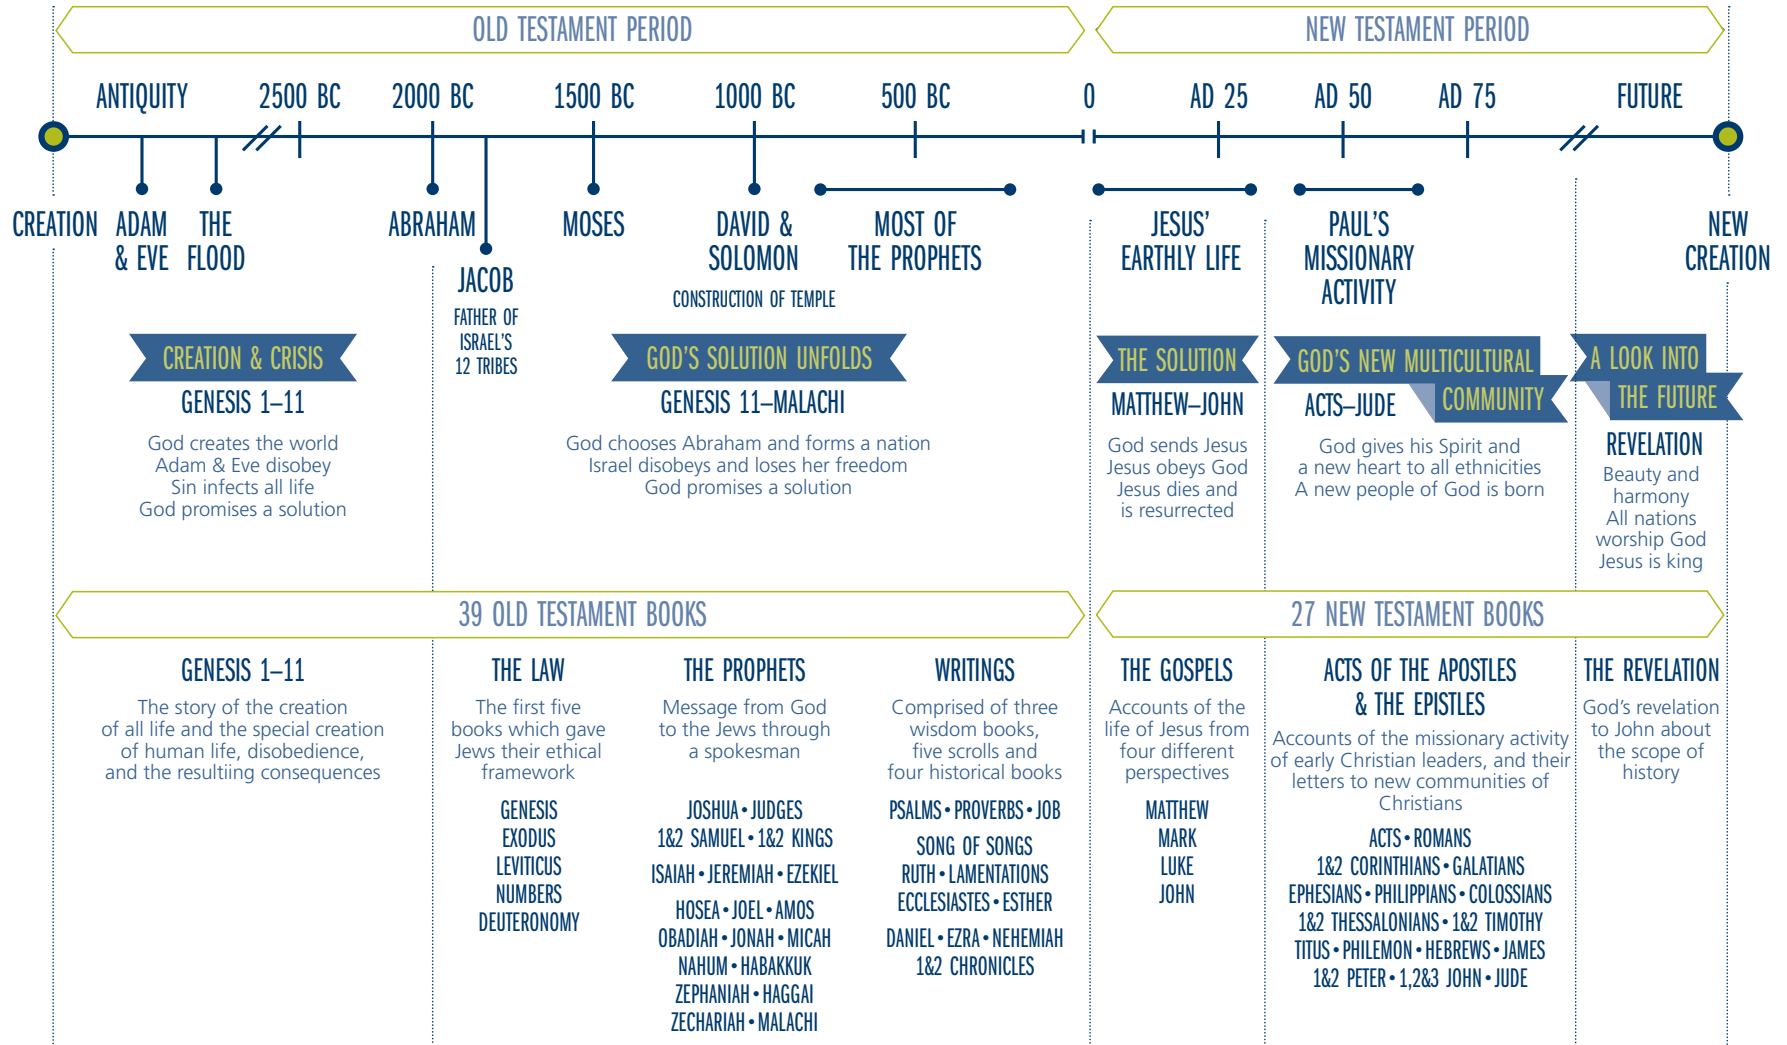 OLD TESTAMENT PERIOD
NEW TESTAMENT PERIOD
ANTIQUITY
2500 BC
2000 BC
1500 BC
1000 BC
500 BC
0
AD 25
AD 50
AD 75
FUTURE
CREATION
ADAM
& EVE
THE
FLOOD
ABRAHAM
JACOB
FATHER OF
ISRAEL'S
12 TRIBES
MOSES
DAVID &
SOLOMON
CONSTRUCTION OF TEMPLE
MOST OF
THE PROPHETS
JESUS'
EARTHLY LIFE
PAUL'S
MISSIONARY
ACTIVITY
NEW
CREATION
CREATION & CRISIS
GENESIS 1–11
God creates the world
Adam & Eve disobey
Sin infects all life
God promises a solution
GOD'S SOLUTION UNFOLDS
GENESIS 11–MALACHI
God chooses Abraham and forms a nation
Israel disobeys and loses her freedom
God promises a solution
THE SOLUTION
MATTHEW–JOHN
God sends Jesus
Jesus obeys God
Jesus dies and
is resurrected
GOD'S NEW MULTICULTURAL
COMMUNITY
ACTS–JUDE
God gives his Spirit and
a new heart to all ethnicities
A new people of God is born
A LOOK INTO
THE FUTURE
REVELATION
Beauty and
harmony
All nations
worship God
Jesus is king
39 OLD TESTAMENT BOOKS
27 NEW TESTAMENT BOOKS
GENESIS 1–11
The story of the creation
of all life and the special creation
of human life, disobedience,
and the resultiing consequences
THE LAW
The first five
books which gave
Jews their ethical
framework
GENESIS
EXODUS
LEVITICUS
NUMBERS
DEUTERONOMY
THE PROPHETS
Message from God
to the Jews through
a spokesman
JOSHUA • JUDGES
1&2 SAMUEL • 1&2 KINGS
ISAIAH • JEREMIAH • EZEKIEL
HOSEA • JOEL • AMOS
OBADIAH • JONAH • MICAH
NAHUM • HABAKKUK
ZEPHANIAH • HAGGAI
ZECHARIAH • MALACHI
WRITINGS
Comprised of three
wisdom books,
five scrolls and
four historical books
PSALMS • PROVERBS • JOB
SONG OF SONGS
RUTH • LAMENTATIONS
ECCLESIASTES • ESTHER
DANIEL • EZRA • NEHEMIAH
1&2 CHRONICLES
THE GOSPELS
Accounts of the
life of Jesus from
four different
perspectives
MATTHEW
MARK
LUKE
JOHN
ACTS OF THE APOSTLES
& THE EPISTLES
Accounts of the missionary activity
of early Christian leaders, and their
letters to new communities of
Christians
ACTS • ROMANS
1&2 CORINTHIANS • GALATIANS
EPHESIANS • PHILIPPIANS • COLOSSIANS
1&2 THESSALONIANS • 1&2 TIMOTHY
TITUS • PHILEMON • HEBREWS • JAMES
1&2 PETER • 1,2&3 JOHN • JUDE
THE REVELATION
God's revelation
to John about
the scope of
history